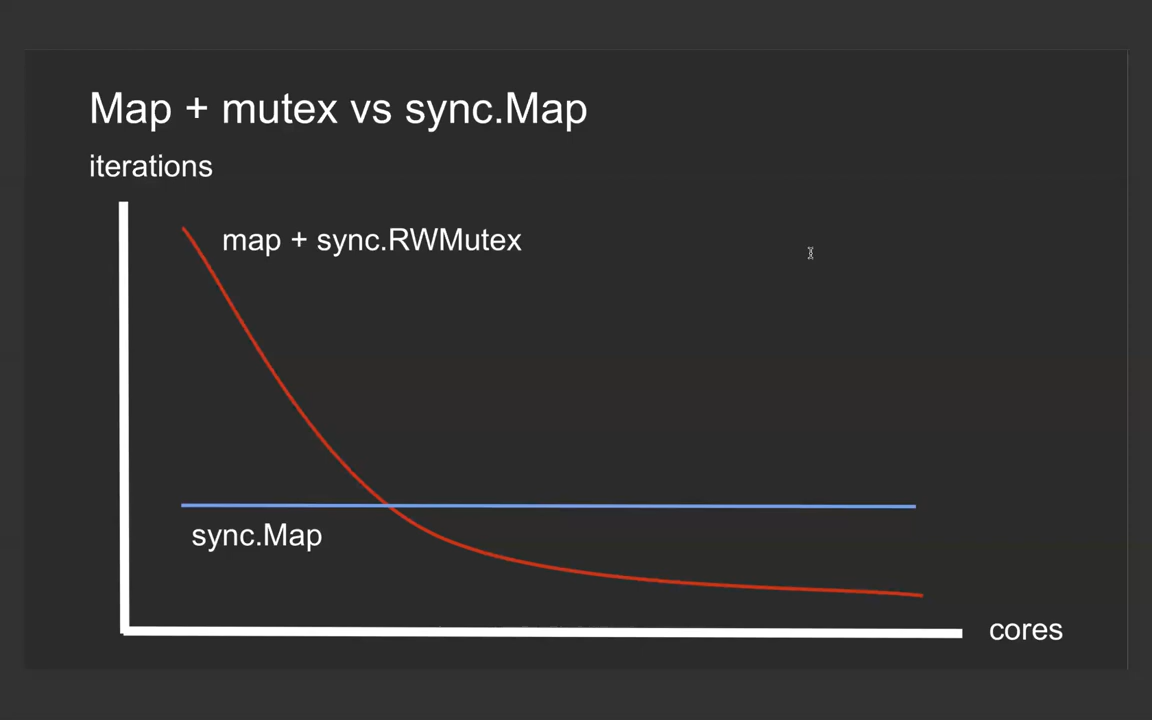 Map + mutex vs sync.Map
iterations
map + sync.RWMutex
sync.Map
cores